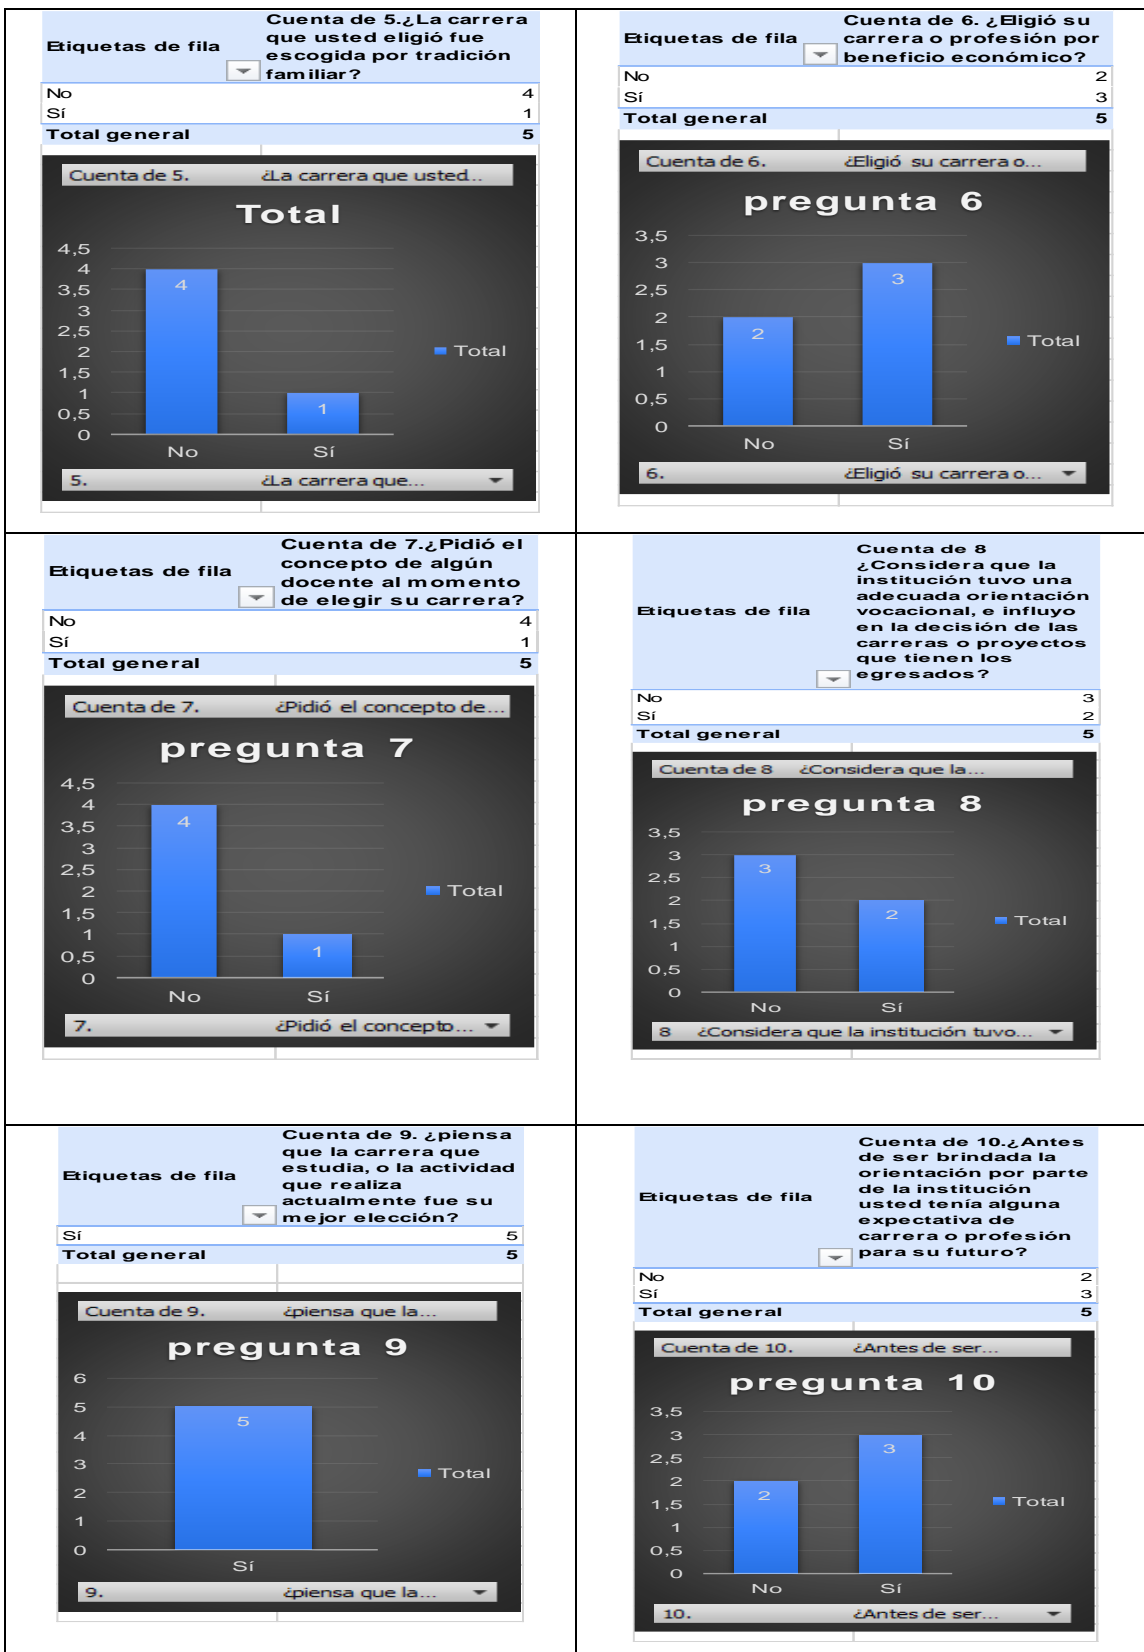 Etiquetas de fila
Cuenta de 5.¿La carrera
que usted eligió fue
escogida por tradición
familiar?
No 4
Sí 1
Total general 5
Cuenta de 5. ¿La carrera que usted...
Total
4,5
4
3,5
3
2,5
2
1,5
1
0,5
0
4
1
No Sí
Total
5. ¿La carrera que...
Etiquetas de fila
Cuenta de 6. ¿Eligió su
carrera o profesión por
beneficio económico?
No 2
Sí 3
Total general 5
Cuenta de 6. ¿Eligió su carrera o...
pregunta 6
3,5
3
2,5
2
1,5
1
0,5
0
2
3
No Sí
Total
6. ¿Eligió su carrera o...
Etiquetas de fila
Cuenta de 7.¿Pidió el
concepto de algún
docente al momento
de elegir su carrera?
No 4
Sí 1
Total general 5
Cuenta de 7. ¿Pidió el concepto de...
pregunta 7
4,5
4
3,5
3
2,5
2
1,5
1
0,5
0
4
1
No Sí
Total
7. ¿Pidió el concepto...
Etiquetas de fila
Cuenta de 8
¿Considera que la
institución tuvo una
adecuada orientación
vocacional, e influyo
en la decisión de las
carreras o proyectos
que tienen los
egresados?
No 3
Sí 2
Total general 5
Cuenta de 8 ¿Considera que la...
pregunta 8
3,5
3
2,5
2
1,5
1
0,5
0
3
2
No Sí
Total
8 ¿Considera que la institución tuvo...
Etiquetas de fila
Cuenta de 9. ¿piensa
que la carrera que
estudia, o la actividad
que realiza
actualmente fue su
mejor elección?
Sí 5
Total general 5
Cuenta de 9. ¿piensa que la...
pregunta 9
6
5
4
3
2
1
0
5
Sí
Total
9. ¿piensa que la...
Etiquetas de fila
Cuenta de 10.¿Antes
de ser brindada la
orientación por parte
de la institución
usted tenía alguna
expectativa de
carrera o profesión
para su futuro?
No 2
Sí 3
Total general 5
Cuenta de 10. ¿Antes de ser...
pregunta 10
3,5
3
2,5
2
1,5
1
0,5
0
2
3
No Sí
Total
10. ¿Antes de ser...